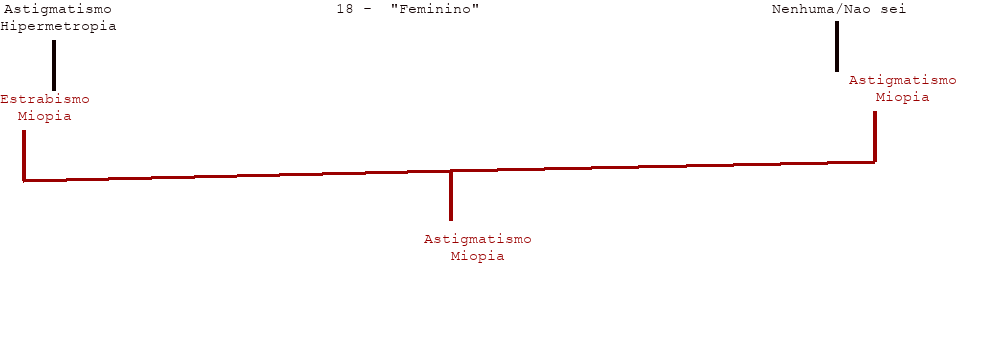 Astigmatismo
Hipermetropia
18 - "Feminino"
Nenhuma/Nao sei
Estrabismo
Miopia
Astigmatismo
Miopia
Astigmatismo
Miopia